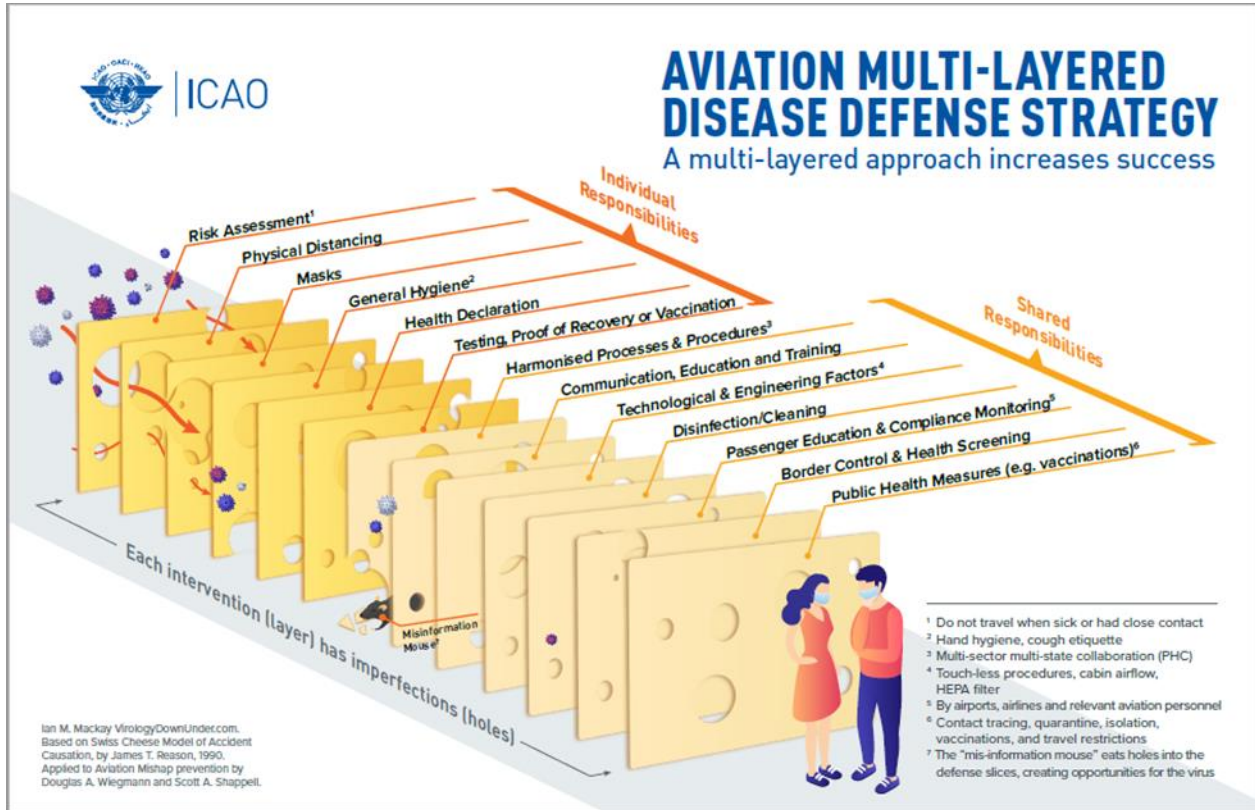 ICAO · OACI · ИКАО
ICAO
AVIATION MULTI-LAYERED
DISEASE DEFENSE STRATEGY
A multi-layered approach increases success
Individual
Responsibilities
Risk Assessment¹
Physical Distancing
Masks
General Hygiene²
Health Declaration
Testing, Proof of Recovery or Vaccination
Shared
Responsibilities
Harmonised Processes & Procedures³
Communication, Education and Training
Technological & Engineering Factors⁴
Disinfection/Cleaning
Passenger Education & Compliance Monitoring⁵
Border Control & Health Screening
Public Health Measures (e.g. vaccinations)⁶
Each intervention (layer) has imperfections (holes)
Misinformation
Mouse⁷
¹ Do not travel when sick or had close contact
² Hand hygiene, cough etiquette
³ Multi-sector multi-state collaboration (PHC)
⁴ Touch-less procedures, cabin airflow,
HEPA filter
⁵ By airports, airlines and relevant aviation personnel
⁶ Contact tracing, quarantine, isolation,
vaccinations, and travel restrictions
⁷ The "mis-information mouse" eats holes into the
defense slices, creating opportunities for the virus
Ian M. Mackay VirologyDownUnder.com.
Based on Swiss Cheese Model of Accident
Causation, by James T. Reason, 1990.
Applied to Aviation Mishap prevention by
Douglas A. Wiegmann and Scott A. Shappell.